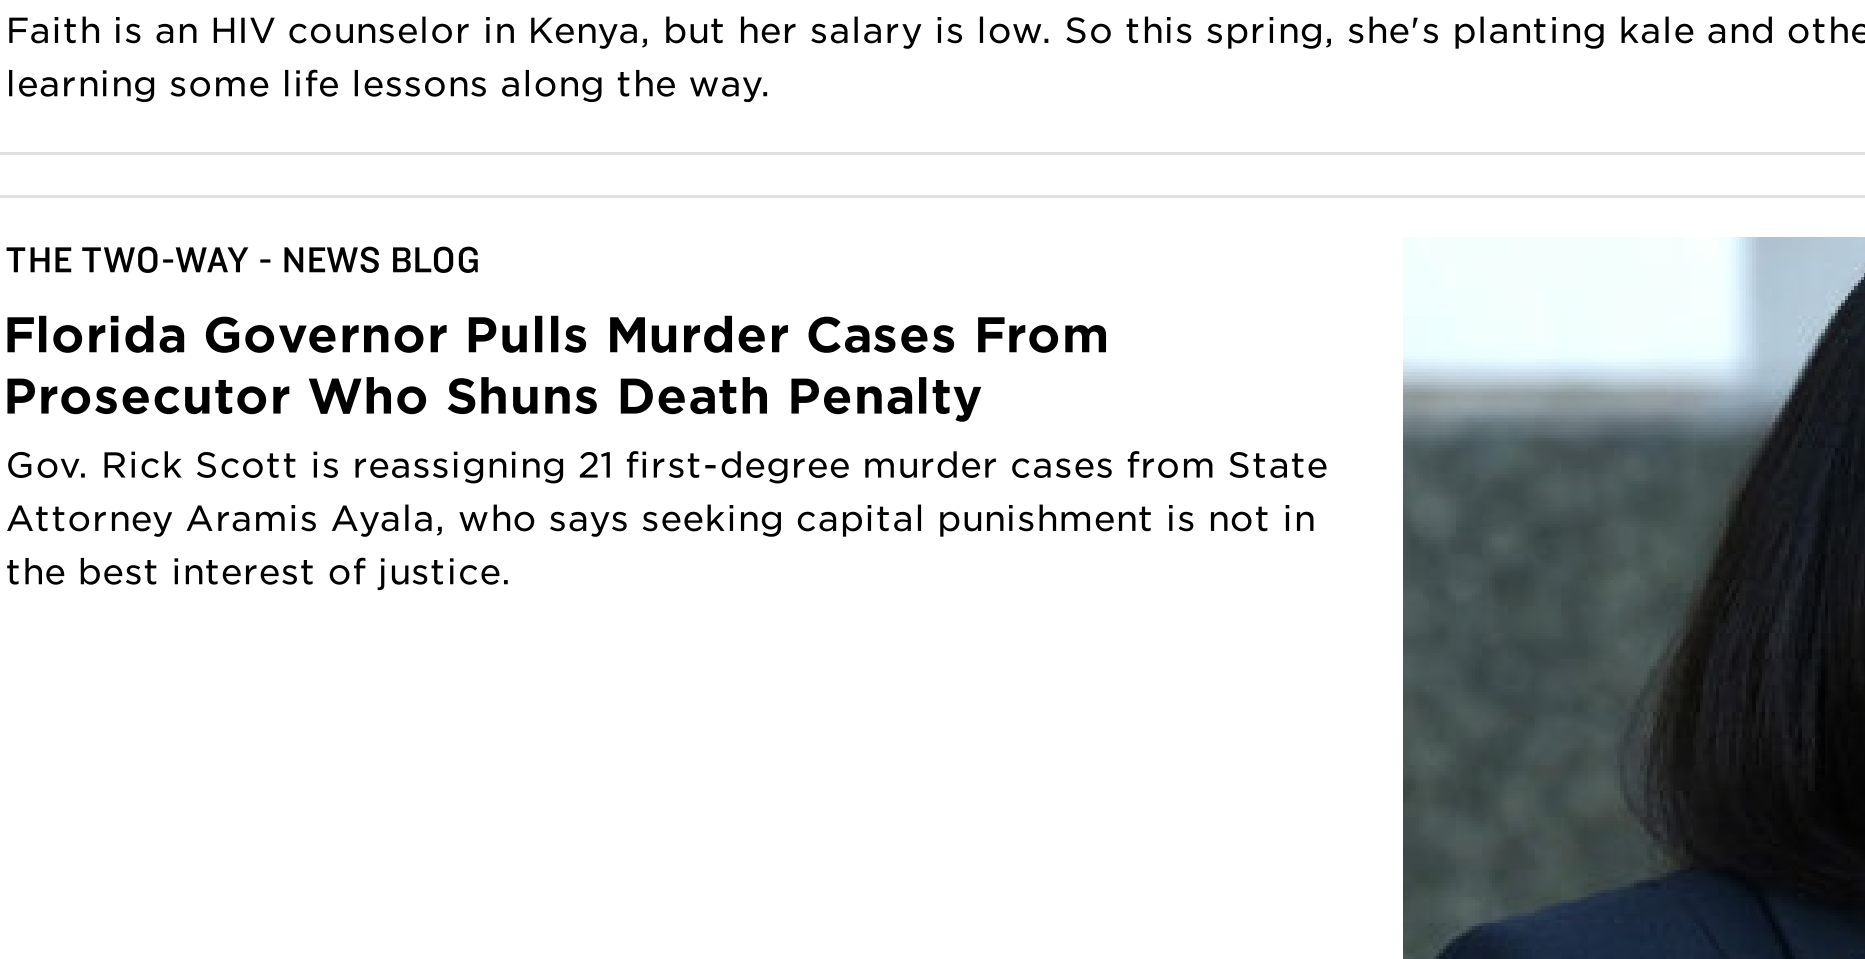 Faith is an HIV counselor in Kenya, but her salary is low. So this spring, she's planting kale and
learning some life lessons along the way.
THE TWO-WAY - NEWS BLOG
Florida Governor Pulls Murder Cases From
Prosecutor Who Shuns Death Penalty
Gov. Rick Scott is reassigning 21 first-degree murder cases from State
Attorney Aramis Ayala, who says seeking capital punishment is not in
the best interest of justice.